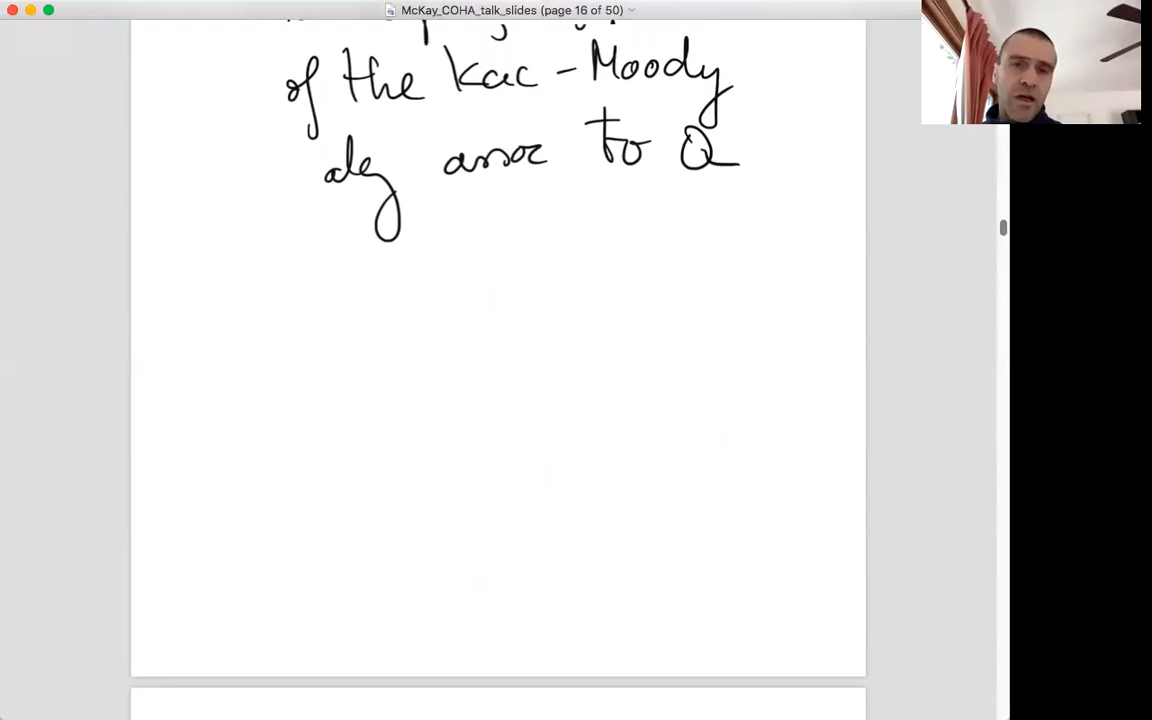 McKay_COHA_talk_slides (page 16 of 50)
of the Kac-Moody
alg assoc to Q